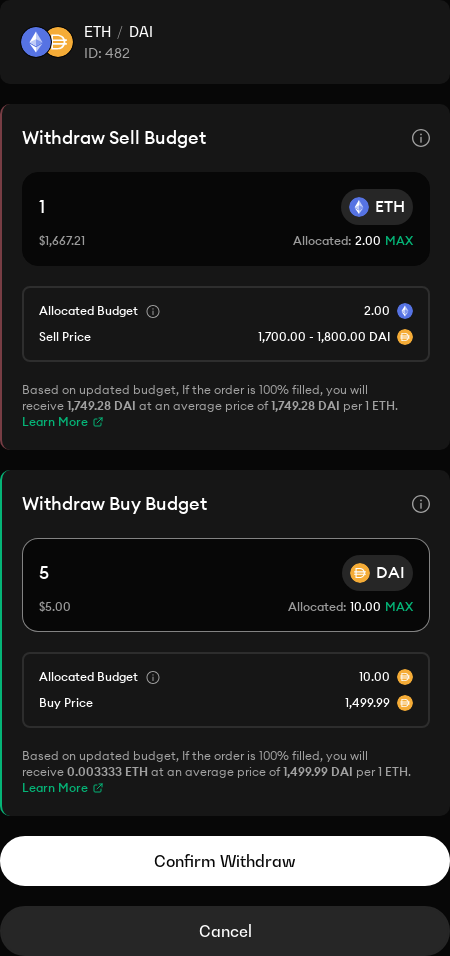 ETH / DAI
ID: 482
Withdraw Sell Budget
1
ETH
$1,667.21
Allocated: 2.00 MAX
Allocated Budget
2.00
Sell Price
1,700.00 - 1,800.00 DAI
Based on updated budget, If the order is 100% filled, you will
receive 1,749.28 DAI at an average price of 1,749.28 DAI per 1 ETH.
Learn More
Withdraw Buy Budget
5
DAI
$5.00
Allocated: 10.00 MAX
Allocated Budget
10.00
Buy Price
1,499.99
Based on updated budget, If the order is 100% filled, you will
receive 0.003333 ETH at an average price of 1,499.99 DAI per 1 ETH.
Learn More
Confirm Withdraw
Cancel